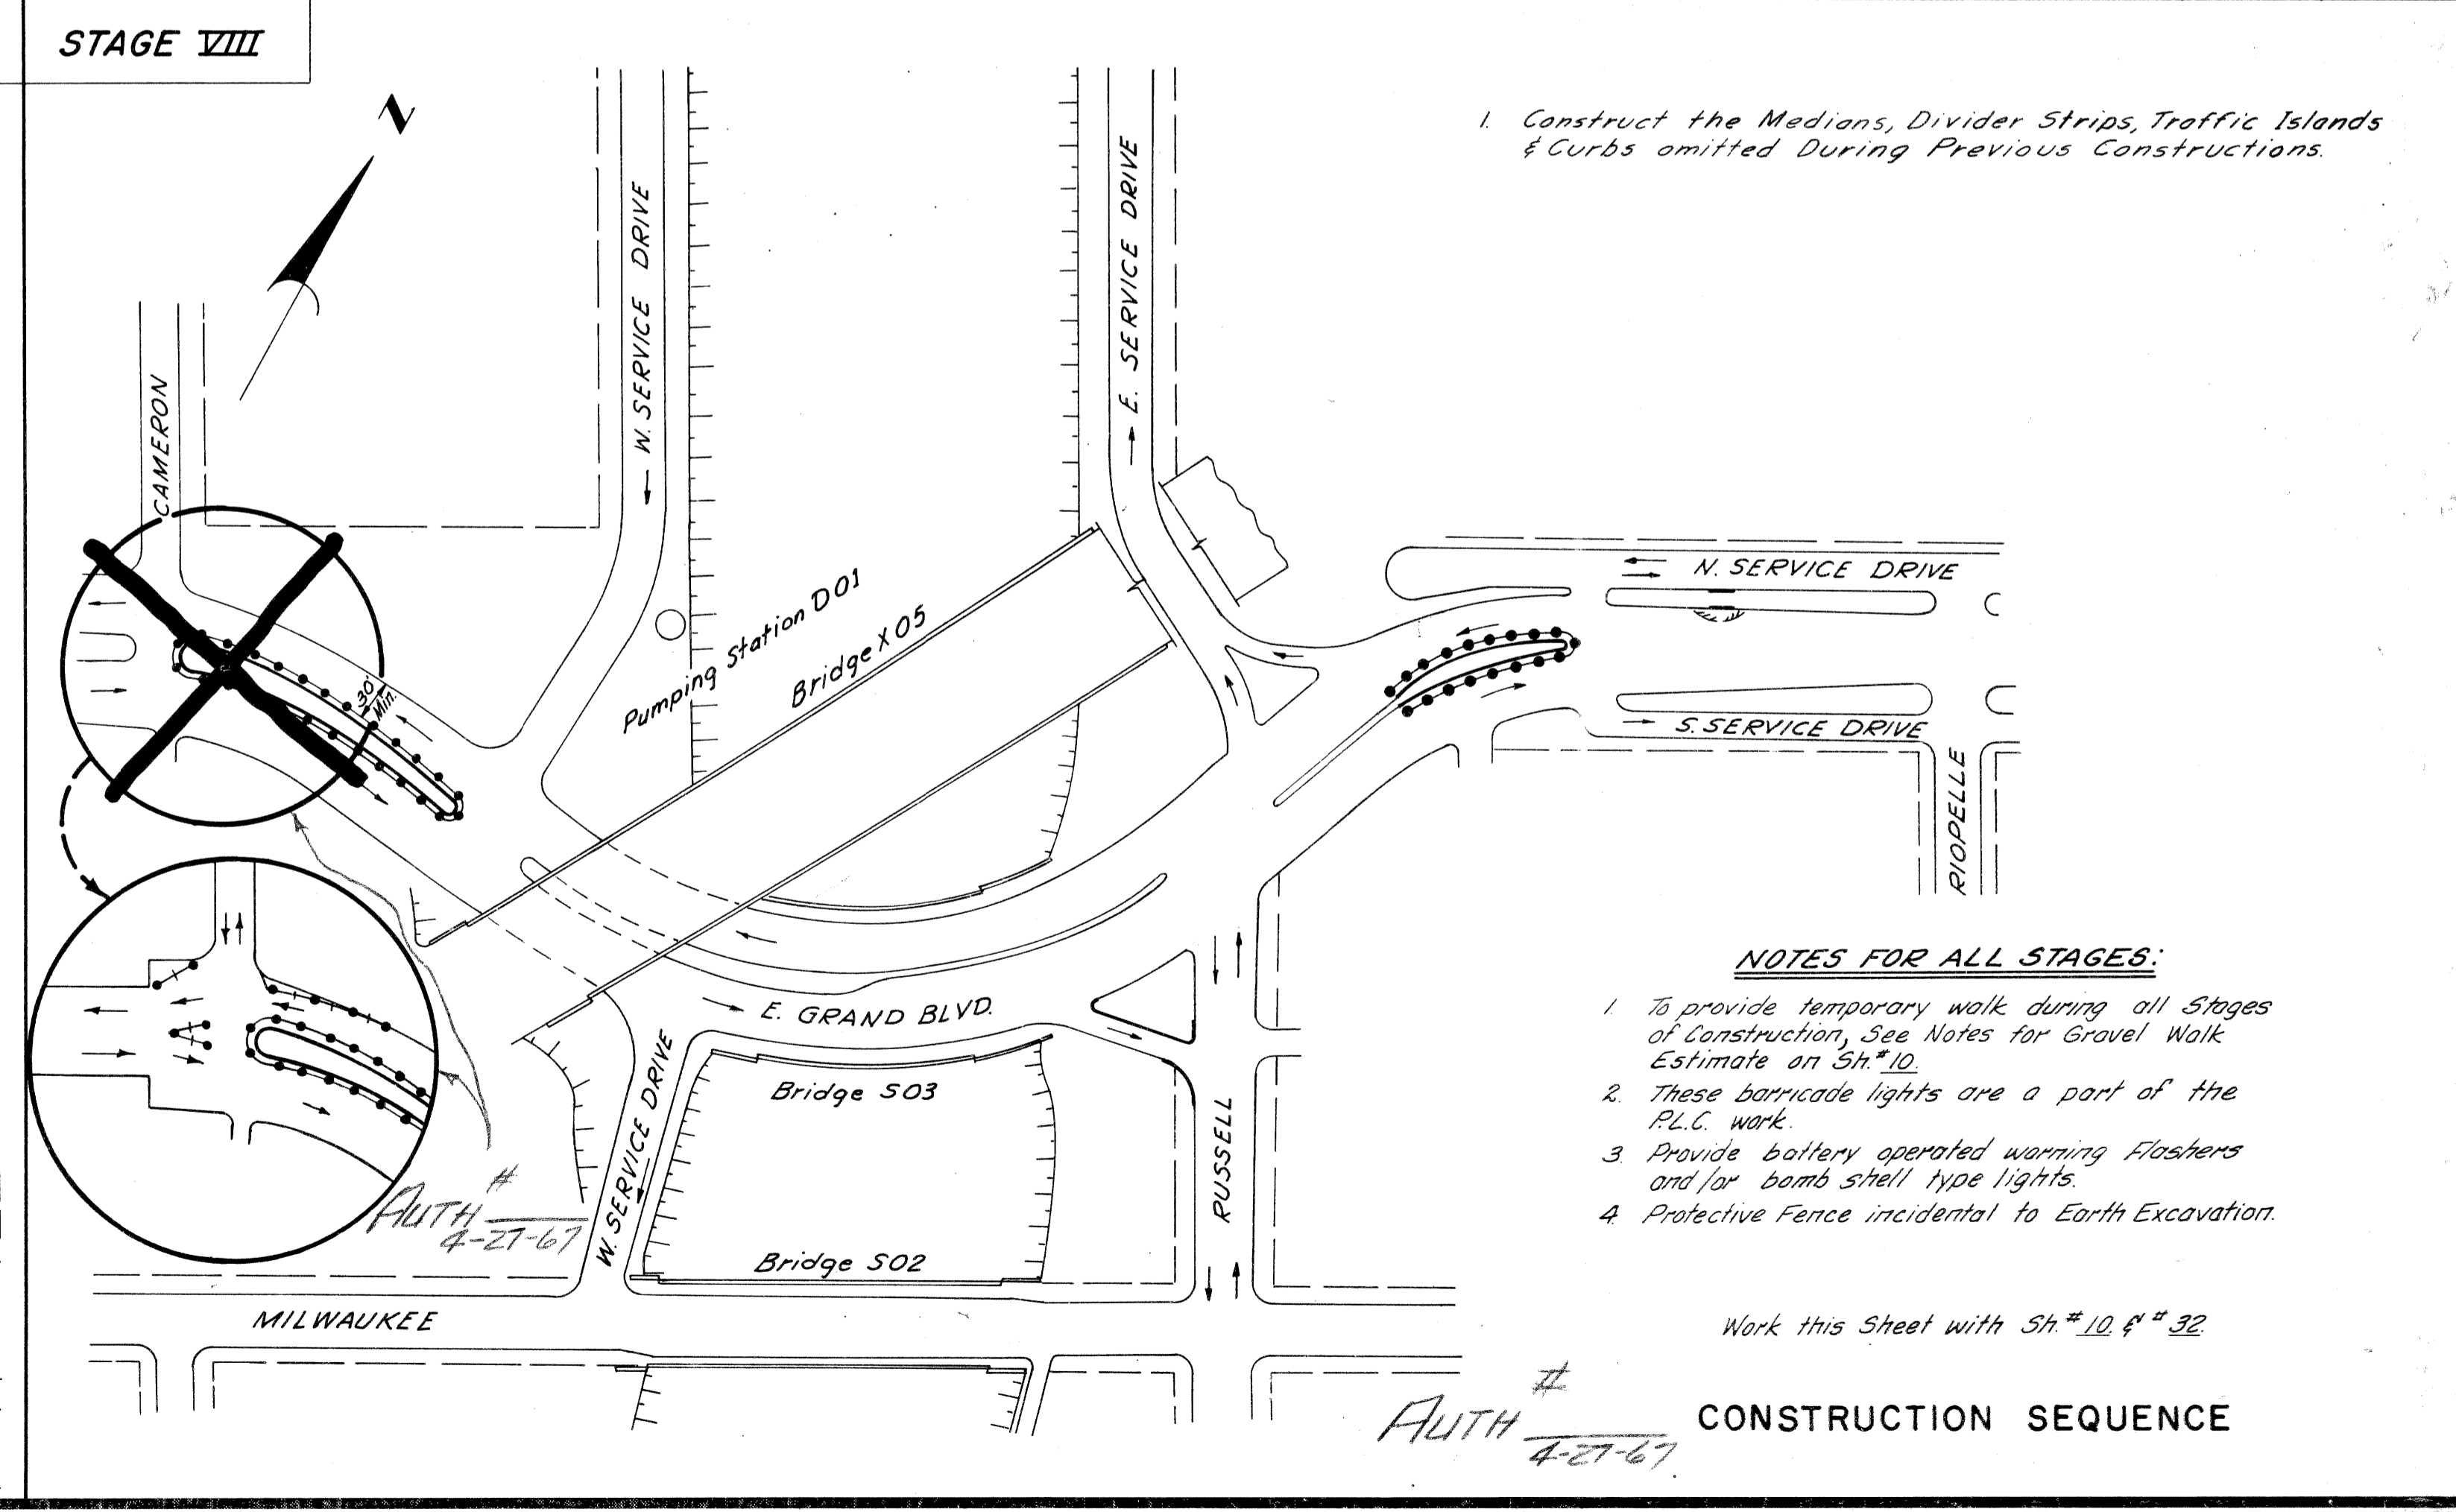 STAGE VIII
N
1. Construct the Medians, Divider Strips, Traffic Islands
& Curbs omitted During Previous Constructions.
W. SERVICE DRIVE
E. SERVICE DRIVE
CAMERON
30'
Min.
Pumping Station D01
Bridge X05
N. SERVICE DRIVE
S. SERVICE DRIVE
RIOPELLE
E. GRAND BLVD.
W. SERVICE DRIVE
Bridge S03
RUSSELL
Bridge S02
MILWAUKEE
AUTH #
4-27-67
NOTES FOR ALL STAGES:
1. To provide temporary walk during all Stages
of Construction, See Notes for Gravel Walk
Estimate on Sh.#10.
2. These barricade lights are a part of the
P.L.C. work.
3. Provide battery operated warning Flashers
and/or bomb shell type lights.
4. Protective Fence incidental to Earth Excavation.
Work this Sheet with Sh.#10. & #32.
AUTH #
4-27-67
CONSTRUCTION SEQUENCE